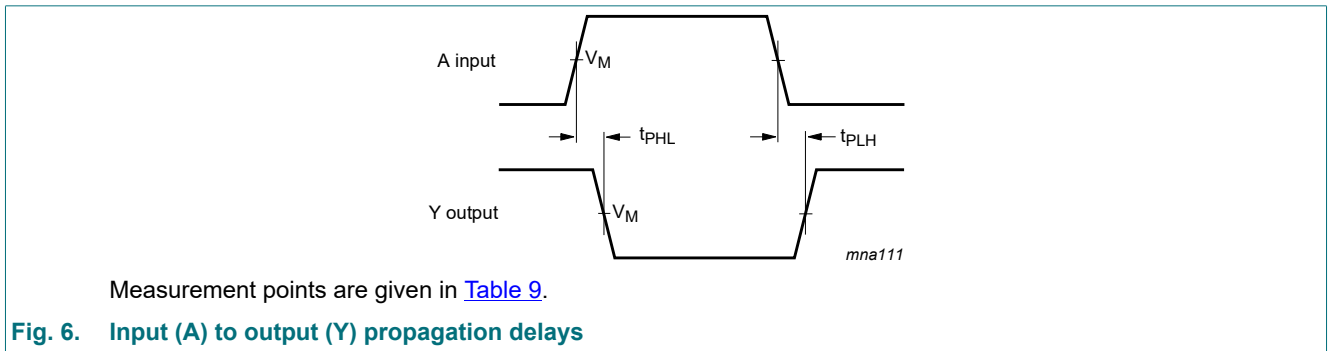 A input
VM
tPHL
tPLH
Y output
VM
mna111
Measurement points are given in Table 9.
Fig. 6. Input (A) to output (Y) propagation delays